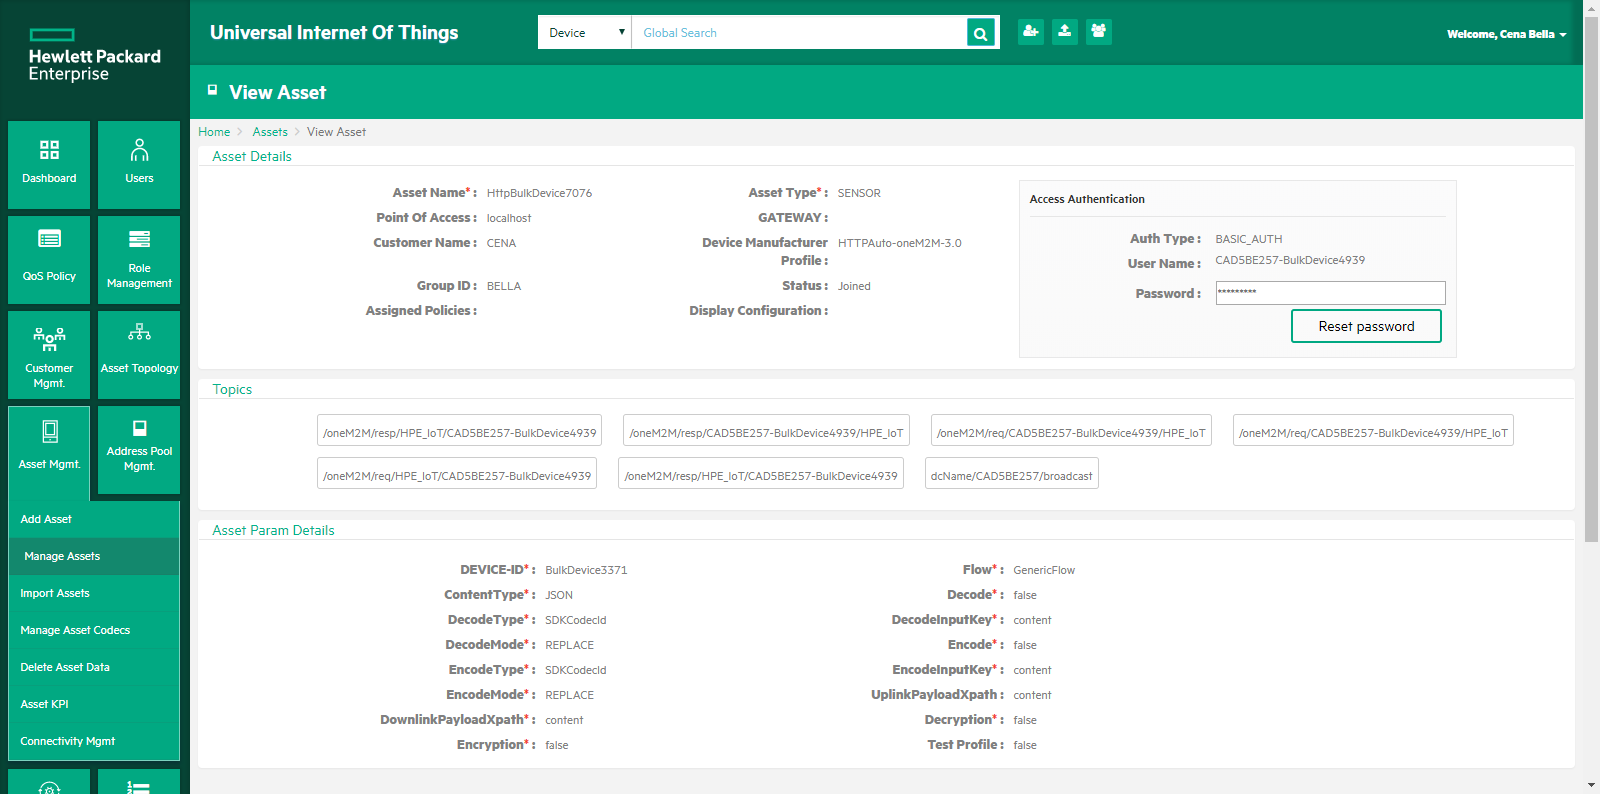 Hewlett Packard
Enterprise
Universal Internet Of Things
Device
Global Search
Welcome, Cena Bella
View Asset
Home
Assets
View Asset
Dashboard
Users
QoS Policy
Role
Management
Customer
Mgmt.
Asset Topology
Asset Mgmt.
Address Pool
Mgmt.
Add Asset
Manage Assets
Import Assets
Manage Asset Codecs
Delete Asset Data
Asset KPI
Connectivity Mgmt
Asset Details
Asset Name* : HttpBulkDevice7076
Point Of Access : localhost
Customer Name : CENA
Group ID : BELLA
Assigned Policies :
Asset Type* : SENSOR
GATEWAY :
Device Manufacturer HTTPAuto-oneM2M-3.0
Profile :
Status : Joined
Display Configuration :
Access Authentication
Auth Type : BASIC_AUTH
User Name : CAD5BE257-BulkDevice4939
Password : *********
Reset password
Topics
/oneM2M/resp/HPE_IoT/CAD5BE257-BulkDevice4939
/oneM2M/resp/CAD5BE257-BulkDevice4939/HPE_IoT
/oneM2M/req/CAD5BE257-BulkDevice4939/HPE_IoT
/oneM2M/req/CAD5BE257-BulkDevice4939/HPE_IoT
/oneM2M/req/HPE_IoT/CAD5BE257-BulkDevice4939
/oneM2M/resp/HPE_IoT/CAD5BE257-BulkDevice4939
dcName/CAD5BE257/broadcast
Asset Param Details
DEVICE-ID* : BulkDevice3371
ContentType* : JSON
DecodeType* : SDKCodecId
DecodeMode* : REPLACE
EncodeType* : SDKCodecId
EncodeMode* : REPLACE
DownlinkPayloadXpath* : content
Encryption* : false
Flow* : GenericFlow
Decode* : false
DecodeInputKey* : content
Encode* : false
EncodeInputKey* : content
UplinkPayloadXpath : content
Decryption* : false
Test Profile : false